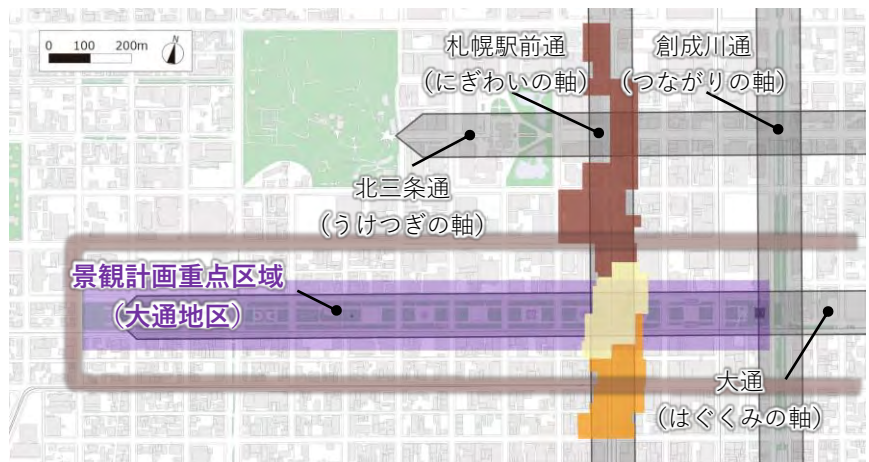 0 100 200m
N
札幌駅前通
(にぎわいの軸)
創成川通
(つながりの軸)
北三条通
(うけつぎの軸)
景観計画重点区域
(大通地区)
大通
(はぐくみの軸)